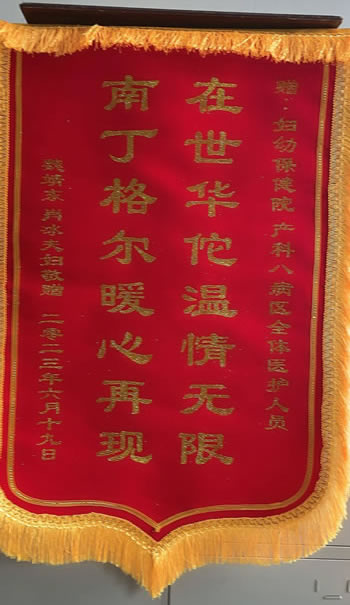 赠：妇幼保健院 产科八病区全体医护人员
在世华佗温情无限
南丁格尔暖心再现
魏婧东 肖冰夫妇敬赠 二零二三年六月十九日